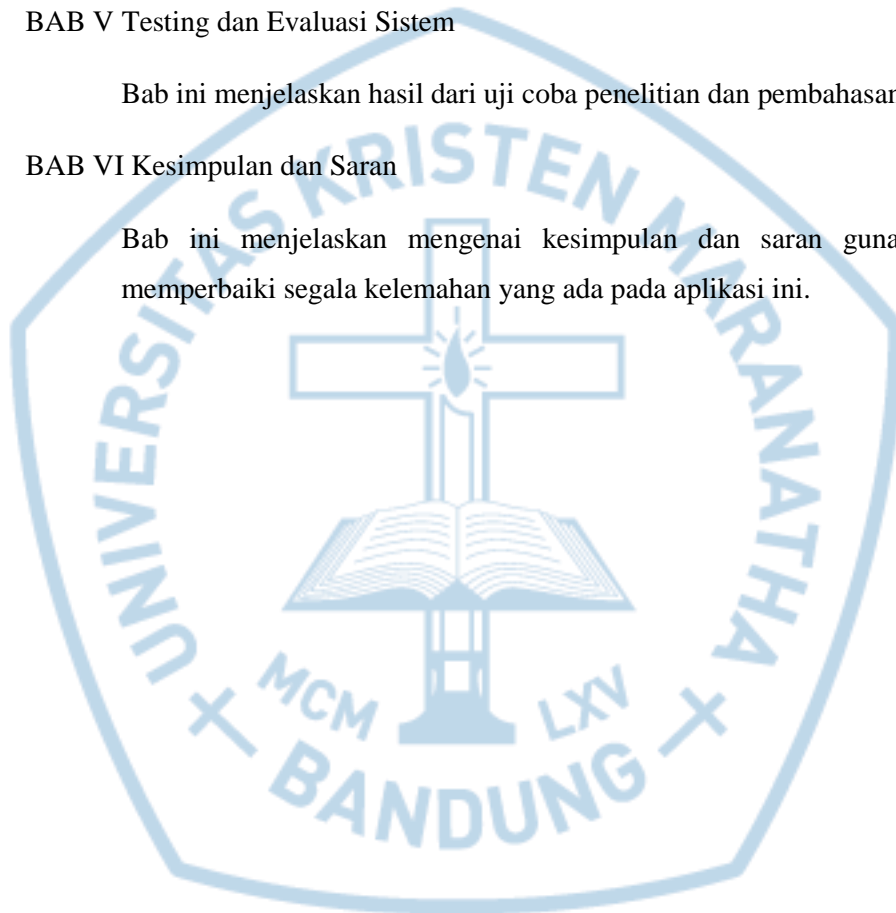 BAB V Testing dan Evaluasi Sistem
Bab ini menjelaskan hasil dari uji coba penelitian dan pembahasan
BAB VI Kesimpulan dan Saran
Bab ini menjelaskan mengenai kesimpulan dan saran guna
memperbaiki segala kelemahan yang ada pada aplikasi ini.
UNIVERSITAS KRISTEN MARANATHA
MCM LXV
BANDUNG